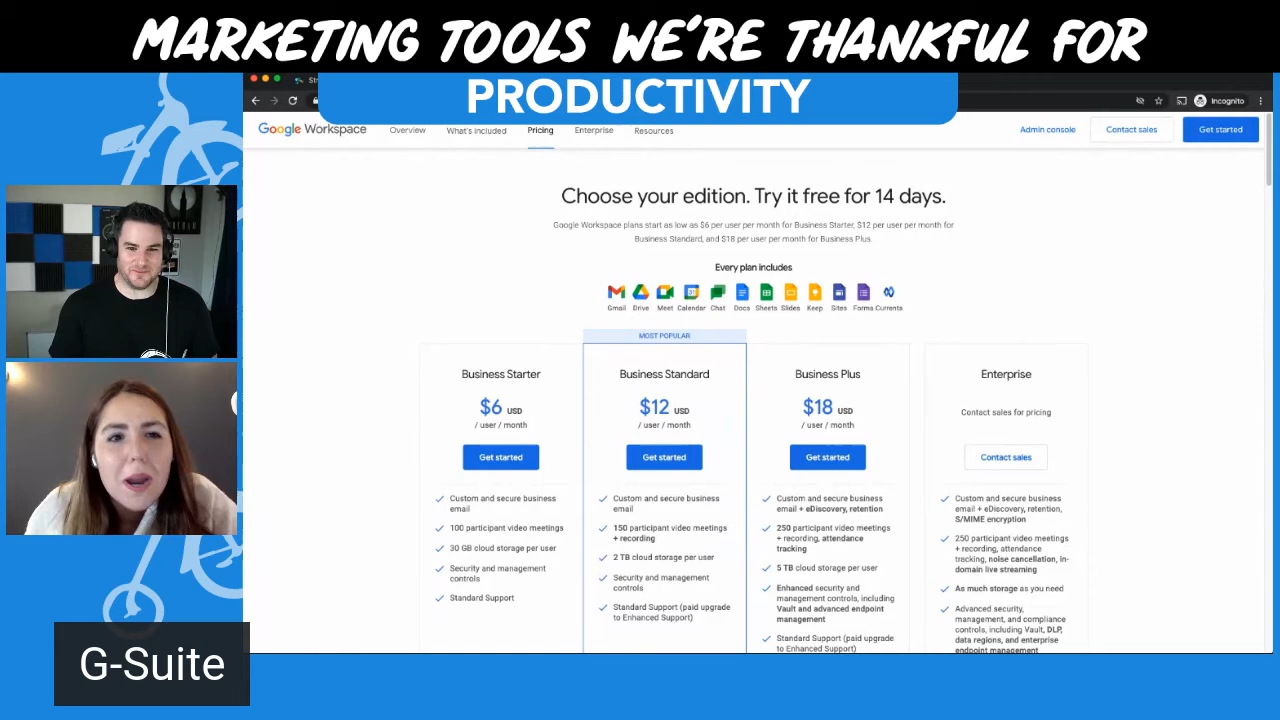 MARKETING TOOLS WE'RE THANKFUL FOR
PRODUCTIVITY
Incognito
Google Workspace
Overview
What's included
Pricing
Enterprise
Resources
Admin console
Contact sales
Get started
Choose your edition. Try it free for 14 days.
Google Workspace plans start as low as $6 per user per month for Business Starter, $12 per user per month for
Business Standard, and $18 per user per month for Business Plus.
Every plan includes
Gmail Drive Meet Calendar Chat Docs Sheets Slides Keep Sites Forms Currents
MOST POPULAR
Business Starter
$6 USD
/ user / month
Get started
Custom and secure business
email
100 participant video meetings
30 GB cloud storage per user
Security and management
controls
Standard Support
Business Standard
$12 USD
/ user / month
Get started
Custom and secure business
email
150 participant video meetings
+ recording
2 TB cloud storage per user
Security and management
controls
Standard Support (paid upgrade
to Enhanced Support)
Business Plus
$18 USD
/ user / month
Get started
Custom and secure business
email + eDiscovery, retention
250 participant video meetings
+ recording, attendance
tracking
5 TB cloud storage per user
Enhanced security and
management controls, including
Vault and advanced endpoint
management
Standard Support (paid upgrade
to Enhanced Support)
Enterprise
Contact sales for pricing
Contact sales
Custom and secure business
email + eDiscovery, retention,
S/MIME encryption
250 participant video meetings
+ recording, attendance
tracking, noise cancellation, in-
domain live streaming
As much storage as you need
Advanced security,
management, and compliance
controls, including Vault, DLP,
data regions, and enterprise
endpoint management
G-Suite